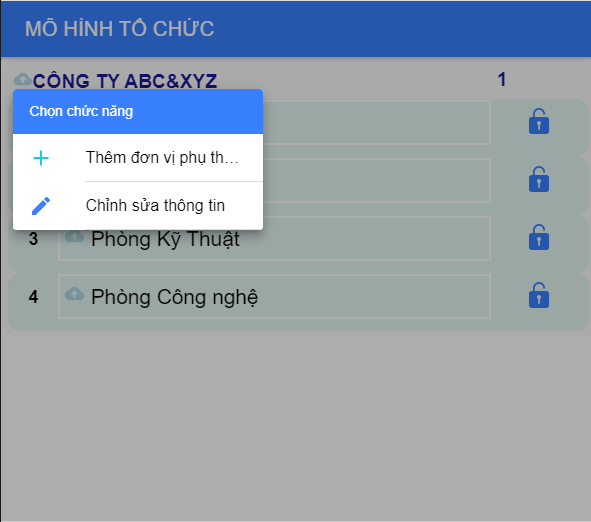 MÔ HÌNH TỔ CHỨC
CÔNG TY ABC&XYZ 1
Chọn chức năng
Thêm đơn vị phụ th...
Chỉnh sửa thông tin
3 Phòng Kỹ Thuật
4 Phòng Công nghệ